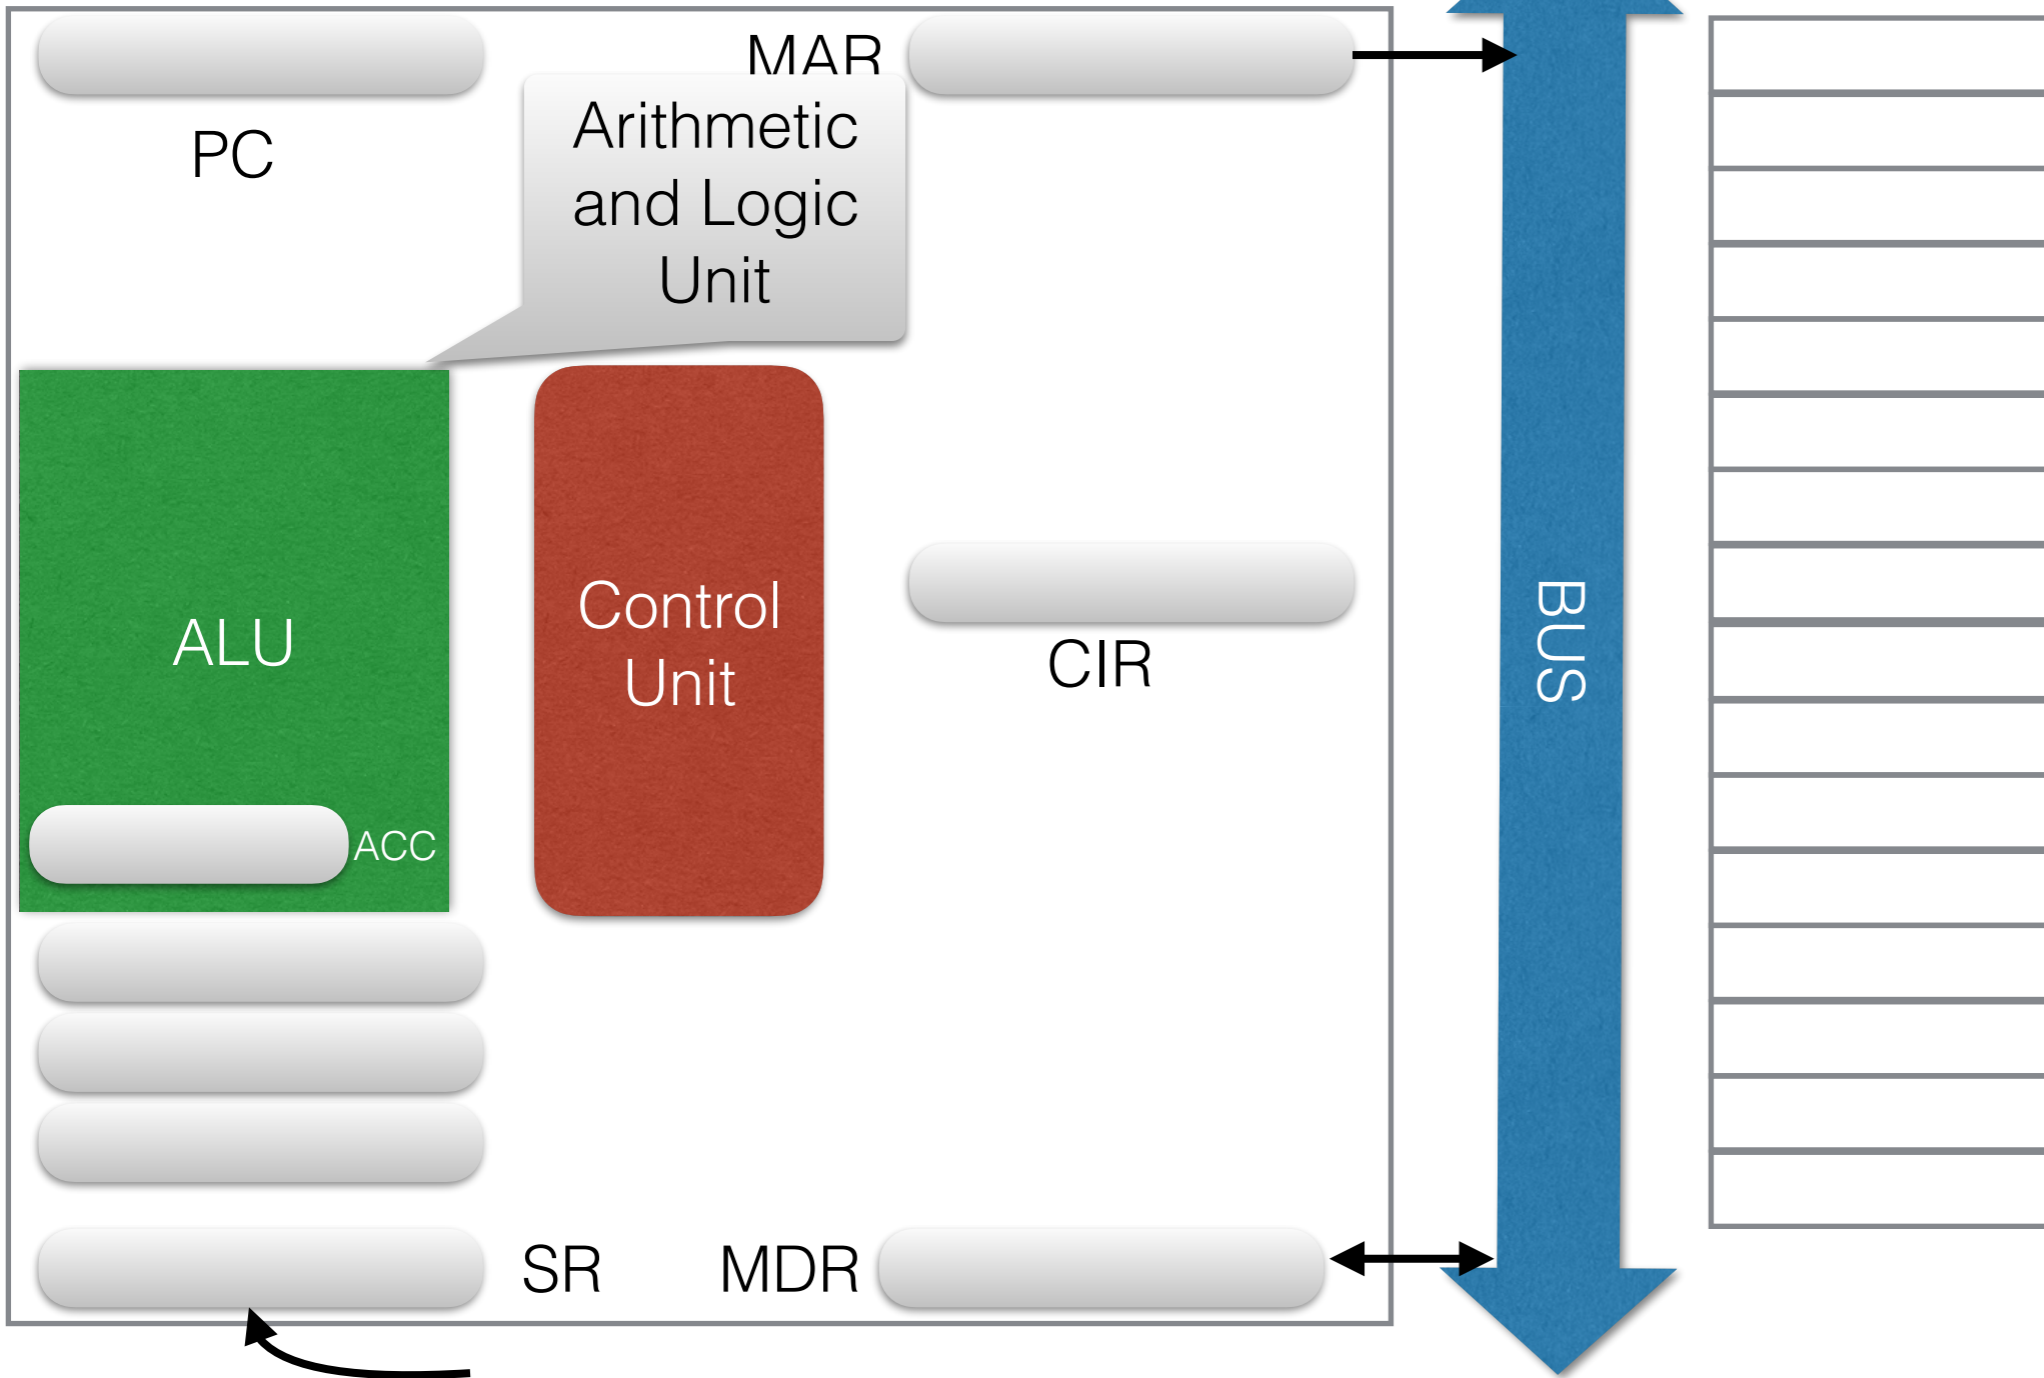 MAR
PC
Arithmetic
and Logic
Unit
ALU
Control
Unit
CIR
BUS
ACC
SR
MDR